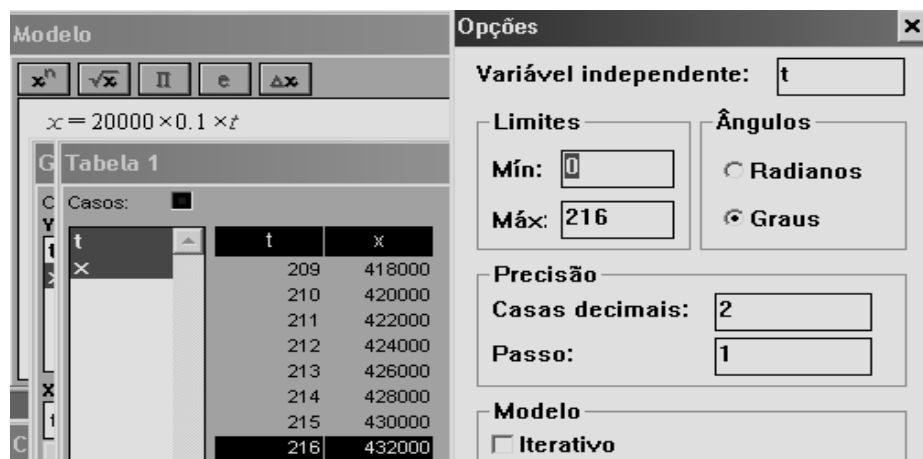 Modelo
xⁿ √x Π e Δx
x = 20000 × 0.1 × t
G Tabela 1
C Casos:
Y
t
x
t x
209 418000
210 420000
211 422000
212 424000
213 426000
214 428000
215 430000
216 432000
X
t
C
Opções
Variável independente: t
Limites
Mín: 0
Máx: 216
Ângulos
Radianos
Graus
Precisão
Casas decimais: 2
Passo: 1
Modelo
Iterativo